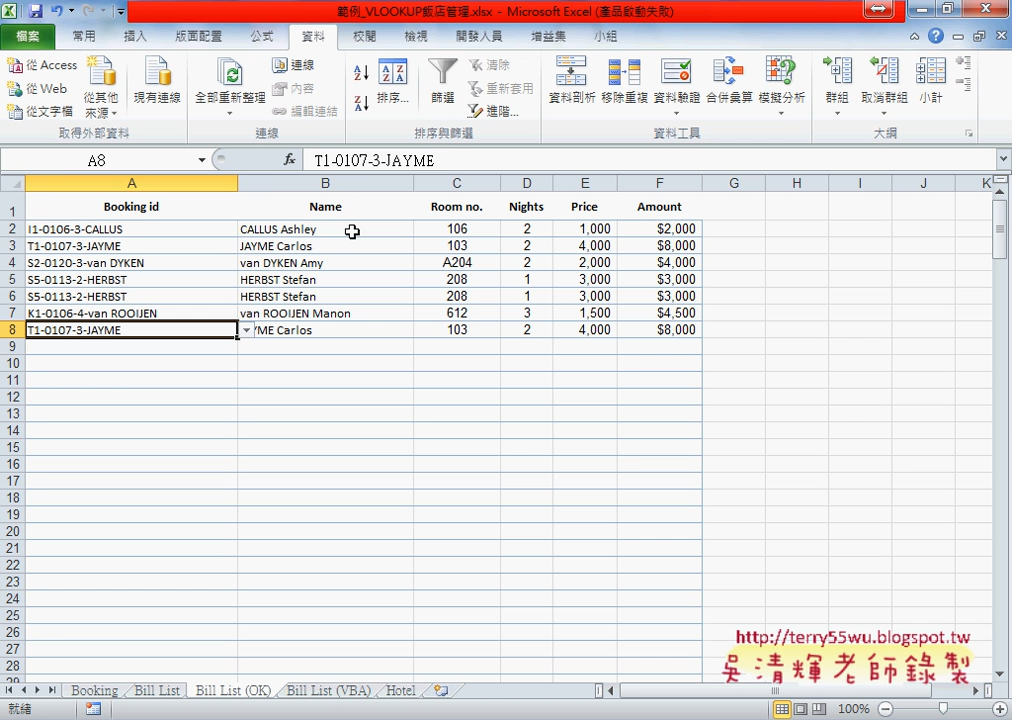 範例_VLOOKUP飯店管理.xlsx - Microsoft Excel (產品啟動失敗)
檔案 常用 插入 版面配置 公式 資料 校閱 檢視 開發人員 增益集 小組
從 Access
從 Web
從文字檔
從其他來源
現有連線
取得外部資料
全部重新整理
連線
內容
編輯連結
連線
排序...
篩選
清除
重新套用
進階...
排序與篩選
資料剖析 移除重複 資料驗證 合併彙算 模擬分析
資料工具
群組 取消群組 小計
大綱
A8 fx T1-0107-3-JAYME
A B C D E F G H I J K
1 Booking id Name Room no. Nights Price Amount
2 I1-0106-3-CALLUS CALLUS Ashley 106 2 1,000 $2,000
3 T1-0107-3-JAYME JAYME Carlos 103 2 4,000 $8,000
4 S2-0120-3-van DYKEN van DYKEN Amy A204 2 2,000 $4,000
5 S5-0113-2-HERBST HERBST Stefan 208 1 3,000 $3,000
6 S5-0113-2-HERBST HERBST Stefan 208 1 3,000 $3,000
7 K1-0106-4-van ROOIJEN van ROOIJEN Manon 612 3 1,500 $4,500
8 T1-0107-3-JAYME YME Carlos 103 2 4,000 $8,000
9
10
11
12
13
14
15
16
17
18
19
20
21
22
23
24
25
26
27
28
http://terry55wu.blogspot.tw
吳清輝老師錄製
Booking Bill List Bill List (OK) Bill List (VBA) Hotel
就緒 100%